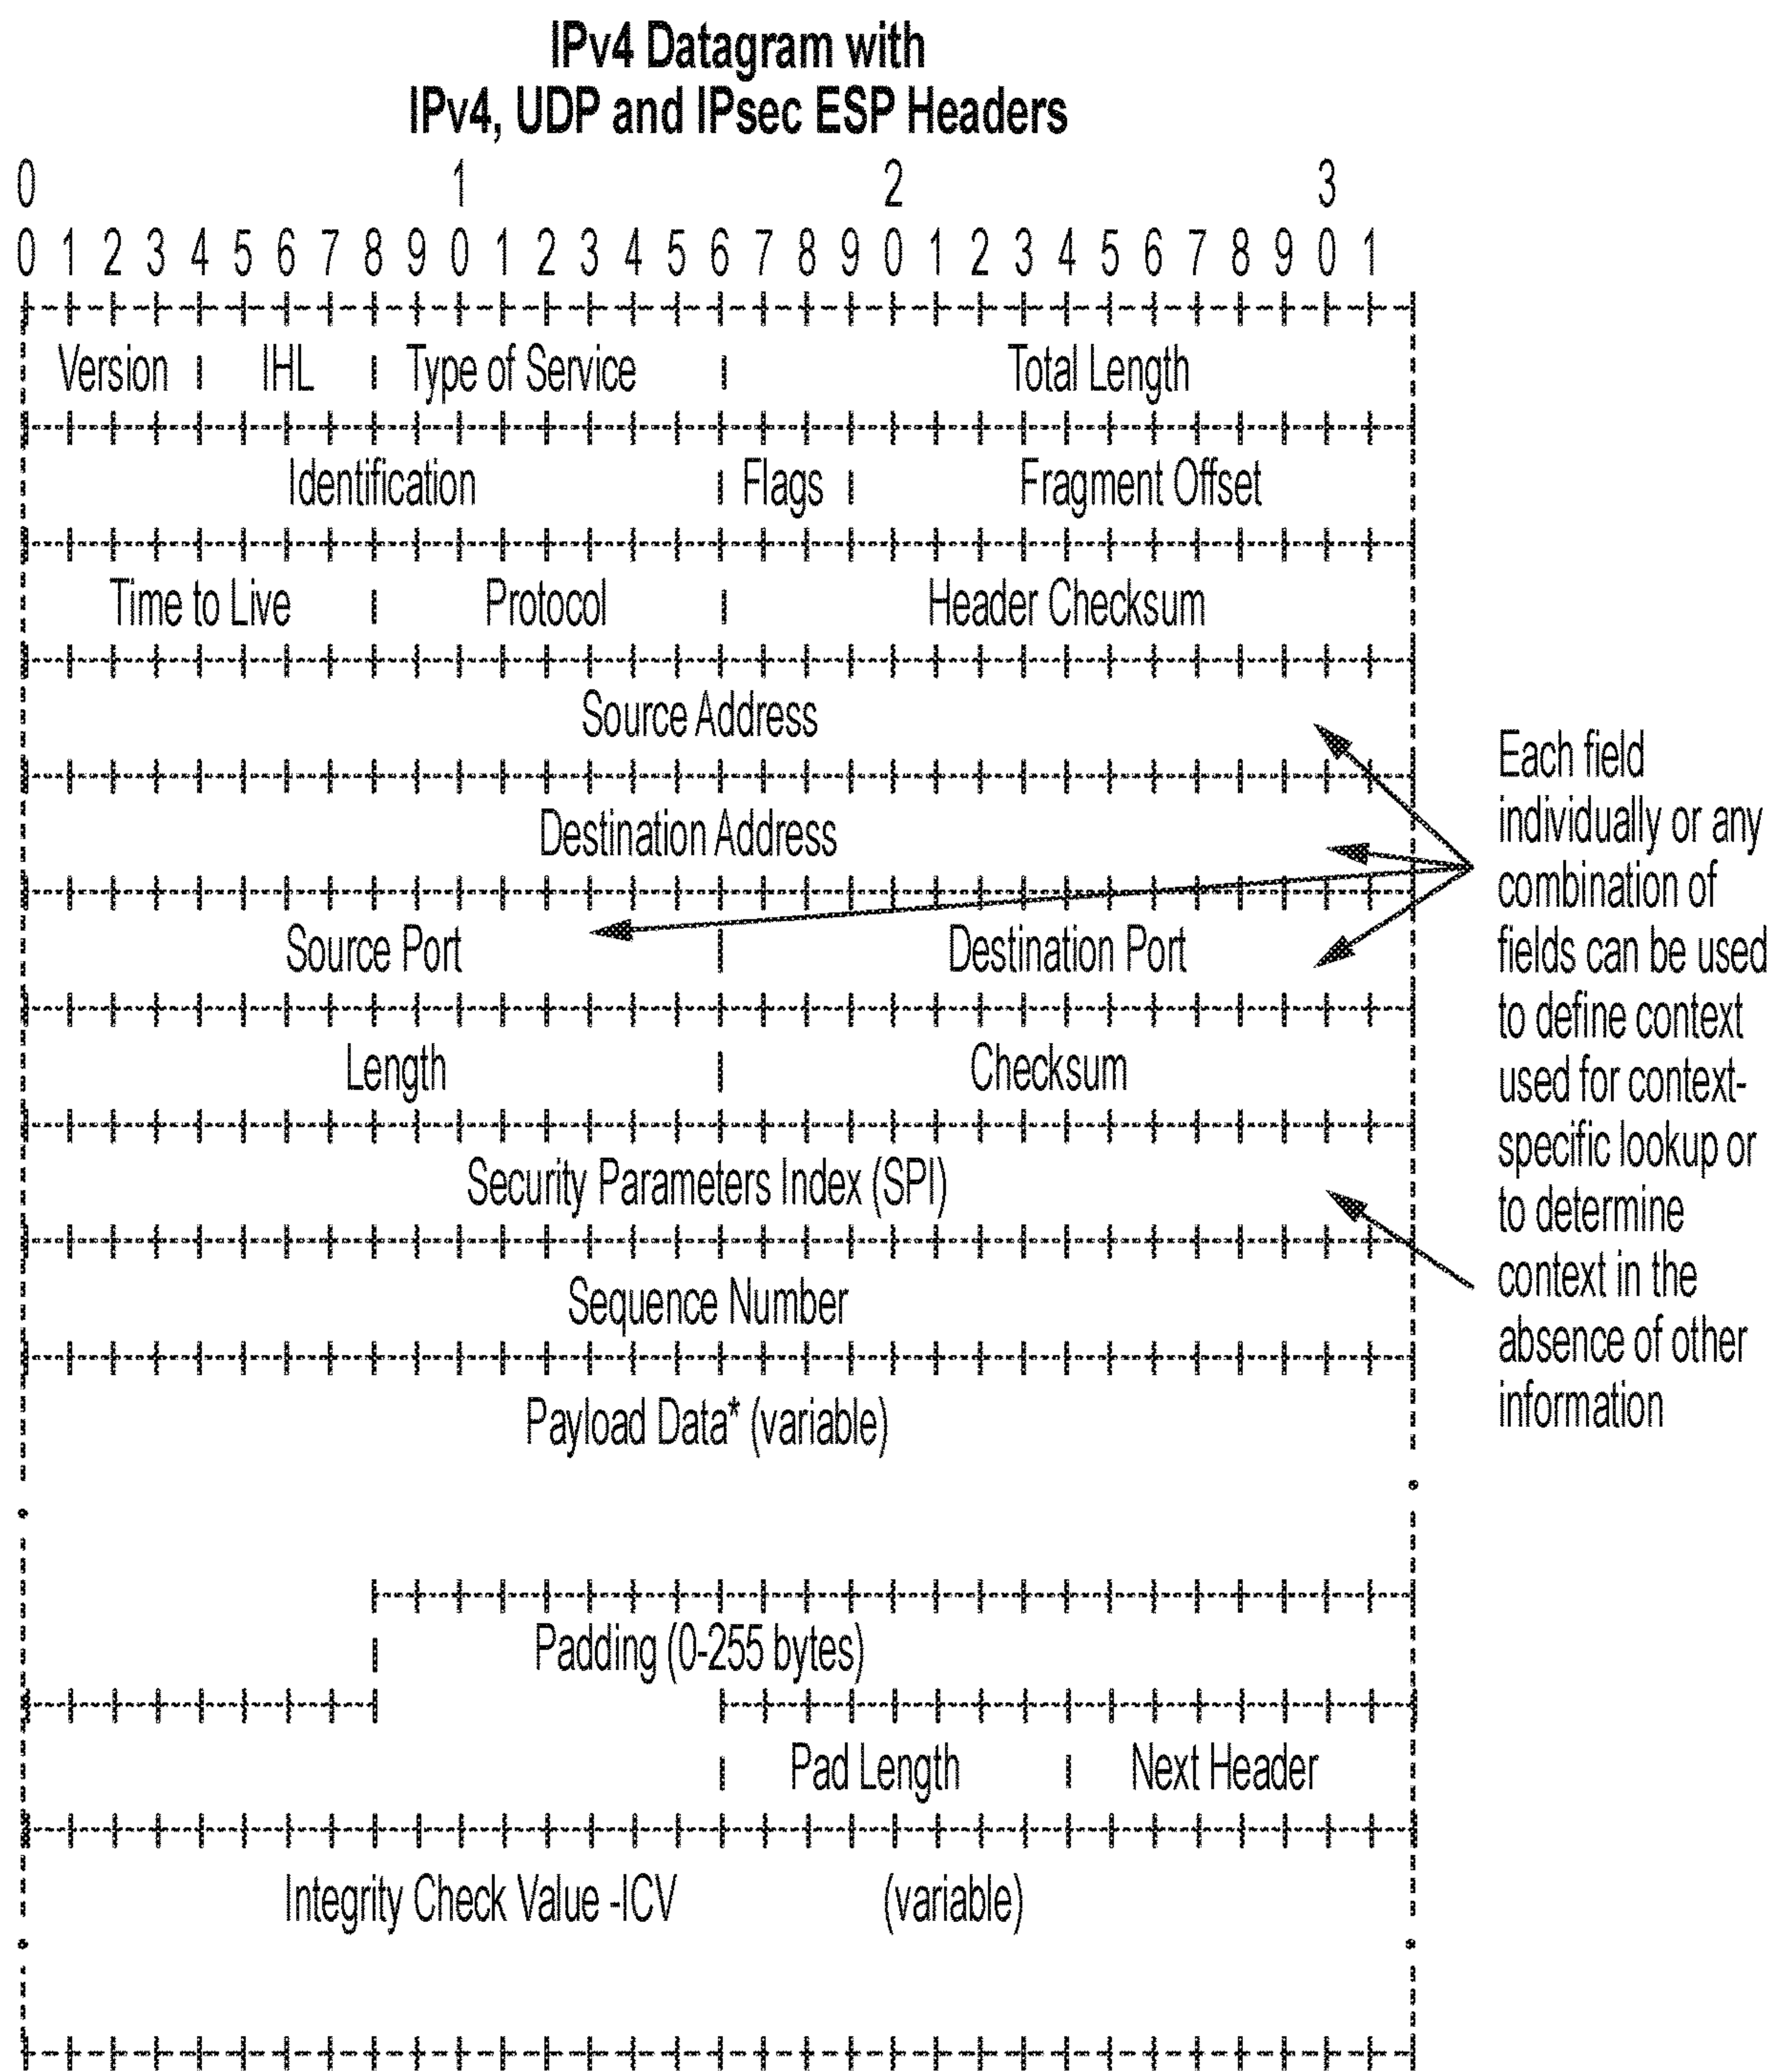 IPv4 Datagram with
IPv4, UDP and IPsec ESP Headers
0 1 2 3
0 1 2 3 4 5 6 7 8 9 0 1 2 3 4 5 6 7 8 9 0 1 2 3 4 5 6 7 8 9 0 1
Version IHL Type of Service Total Length
Identification Flags Fragment Offset
Time to Live Protocol Header Checksum
Source Address
Destination Address
Source Port Destination Port
Length Checksum
Security Parameters Index (SPI)
Sequence Number
Payload Data* (variable)
Padding (0-255 bytes)
Pad Length Next Header
Integrity Check Value -ICV (variable)
Each field
individually or any
combination of
fields can be used
to define context
used for context-
specific lookup or
to determine
context in the
absence of other
information